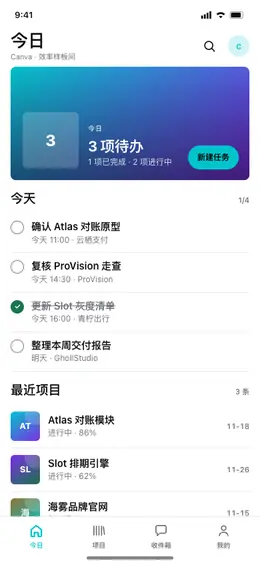 9:41
今日
Canva · 效率样板间
C
3
今日
3 项待办
1 项已完成 · 2 项进行中
新建任务
今天
1/4
确认 Atlas 对账原型
今天 11:00 · 云栖支付
复核 ProVision 走查
今天 14:30 · ProVision
更新 Slot 灰度清单
今天 16:00 · 青柠出行
整理本周交付报告
明天 · GhollStudio
最近项目
3 条
AT
Atlas 对账模块
进行中 · 86%
11-18
SL
Slot 排期引擎
进行中 · 62%
11-26
海
海雾品牌官网
11-15
今日
项目
收件箱
我的